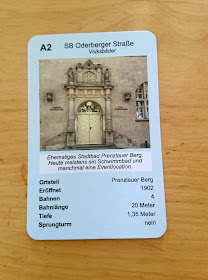 A2 SB Oderberger Straße
Volksbäder
Ehemaliges Stadtbad Prenzlauer Berg.
Heute meistens ein Schwimmbad und
manchmal eine Eventlocation.
Ortsteil Prenzlauer Berg
Eröffnet 1902
Bahnen 4
Bahnlänge 20 Meter
Tiefe 1,35 Meter
Sprungturm nein